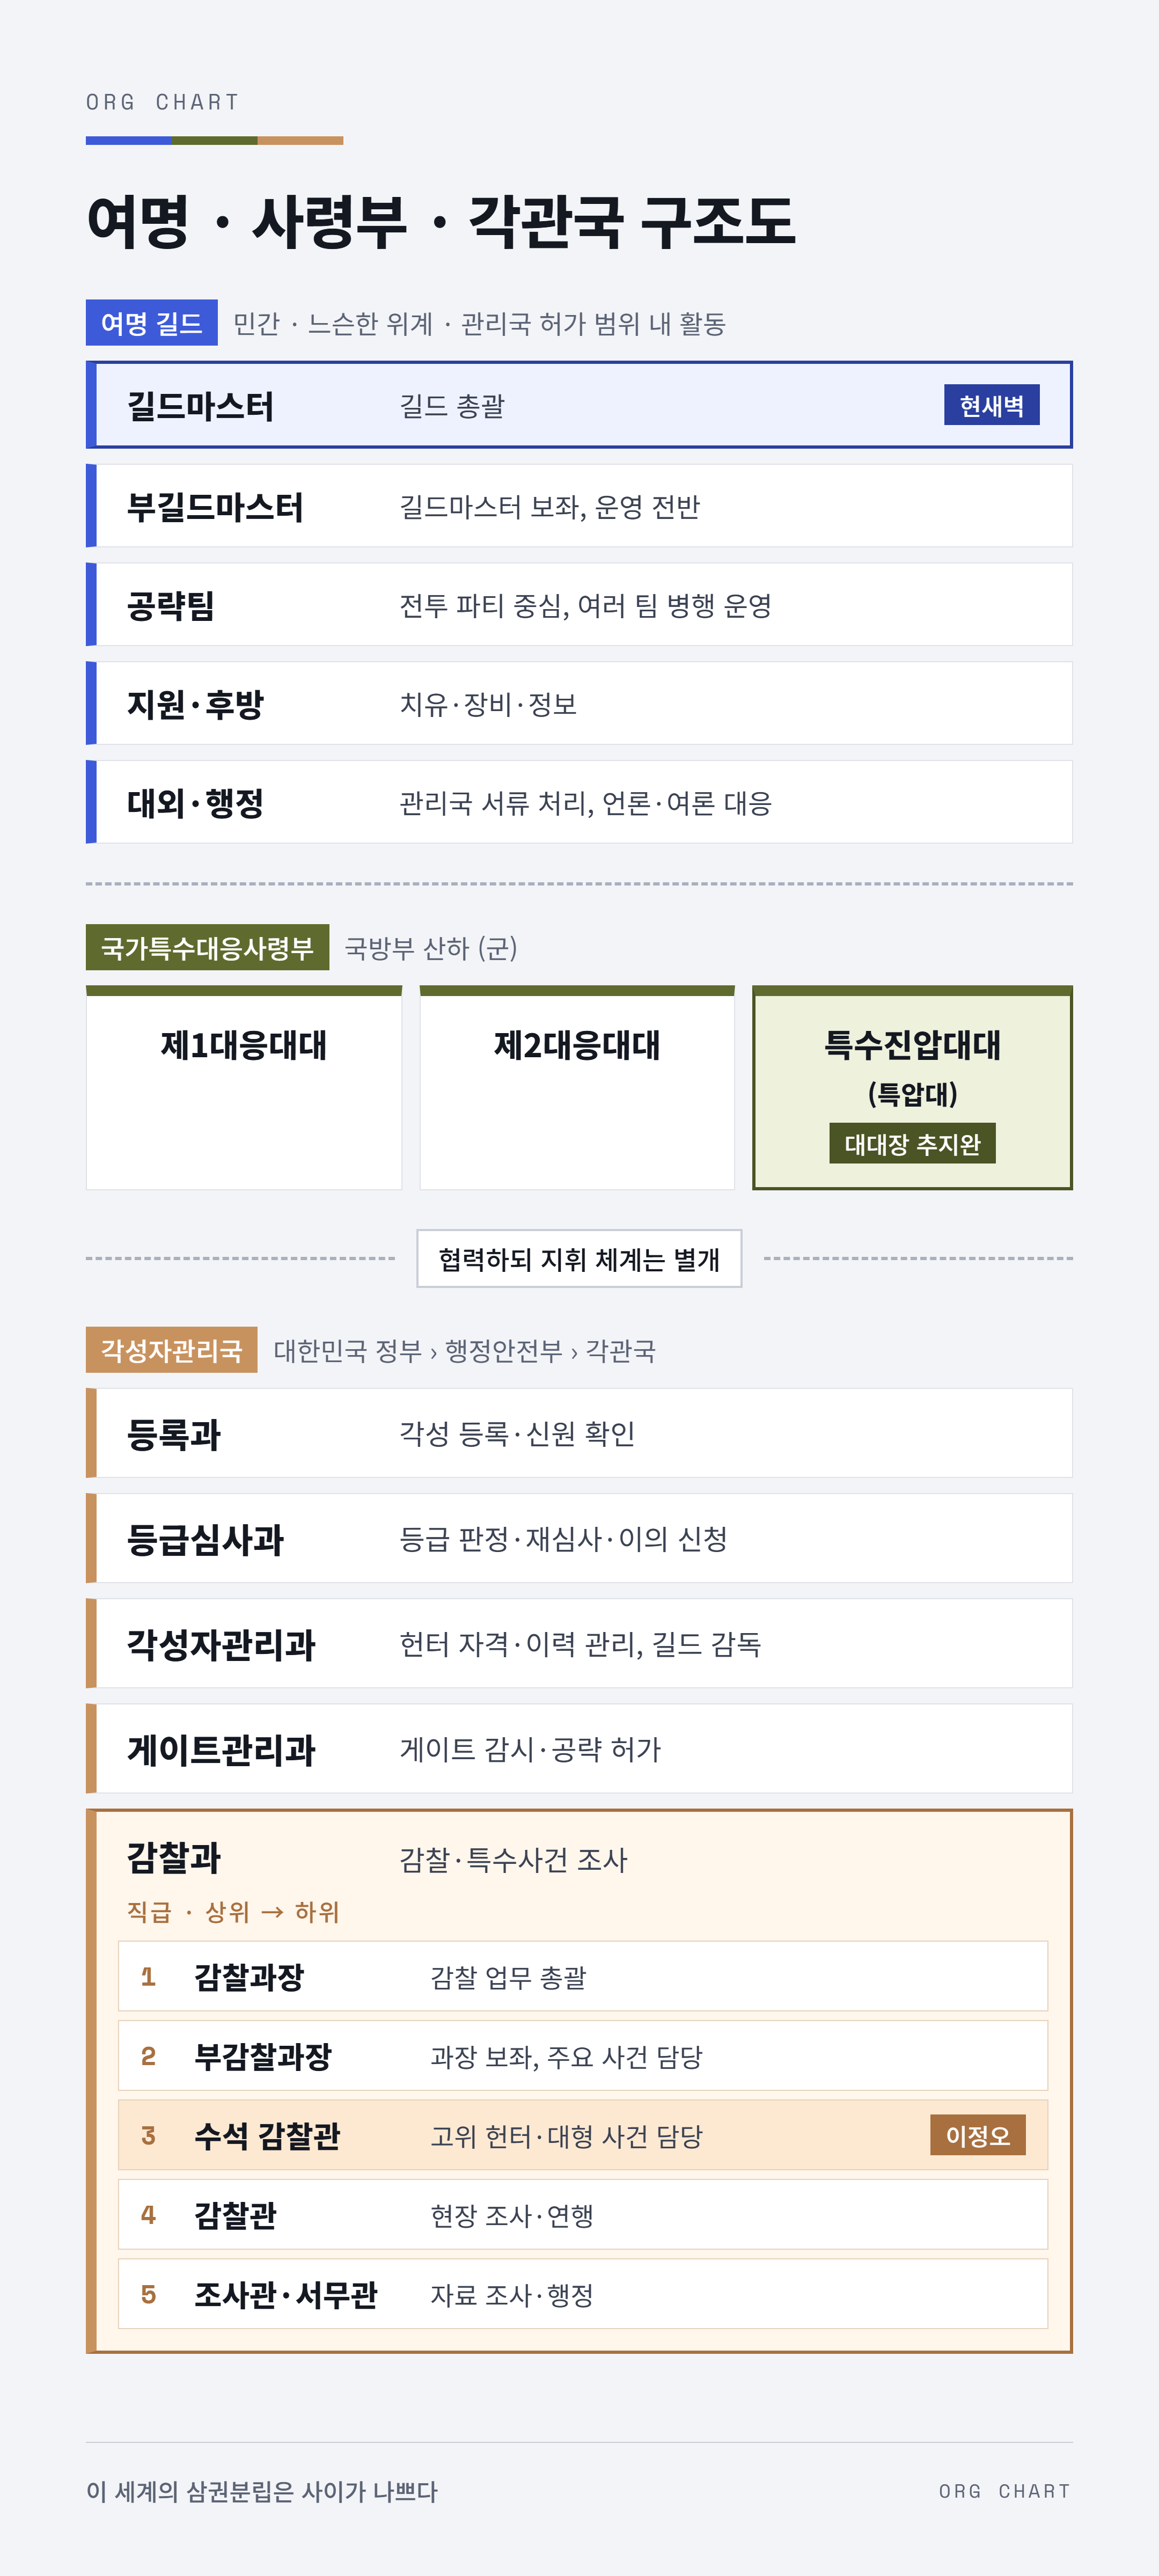 ORG CHART
여명 · 사령부 · 각관국 구조도
여명 길드 민간 · 느슨한 위계 · 관리국 허가 범위 내 활동
길드마스터 길드 총괄 현새벽
부길드마스터 길드마스터 보좌, 운영 전반
공략팀 전투 파티 중심, 여러 팀 병행 운영
지원·후방 치유·장비·정보
대외·행정 관리국 서류 처리, 언론·여론 대응
국가특수대응사령부 국방부 산하 (군)
제1대응대대
제2대응대대
특수진압대대
(특압대)
대대장 추지완
협력하되 지휘 체계는 별개
각성자관리국 대한민국 정부 › 행정안전부 › 각관국
등록과 각성 등록·신원 확인
등급심사과 등급 판정·재심사·이의 신청
각성자관리과 헌터 자격·이력 관리, 길드 감독
게이트관리과 게이트 감시·공략 허가
감찰과 감찰·특수사건 조사
직급 · 상위 → 하위
1 감찰과장 감찰 업무 총괄
2 부감찰과장 과장 보좌, 주요 사건 담당
3 수석 감찰관 고위 헌터·대형 사건 담당 이정오
4 감찰관 현장 조사·연행
5 조사관·서무관 자료 조사·행정
이 세계의 삼권분립은 사이가 나쁘다 ORG CHART